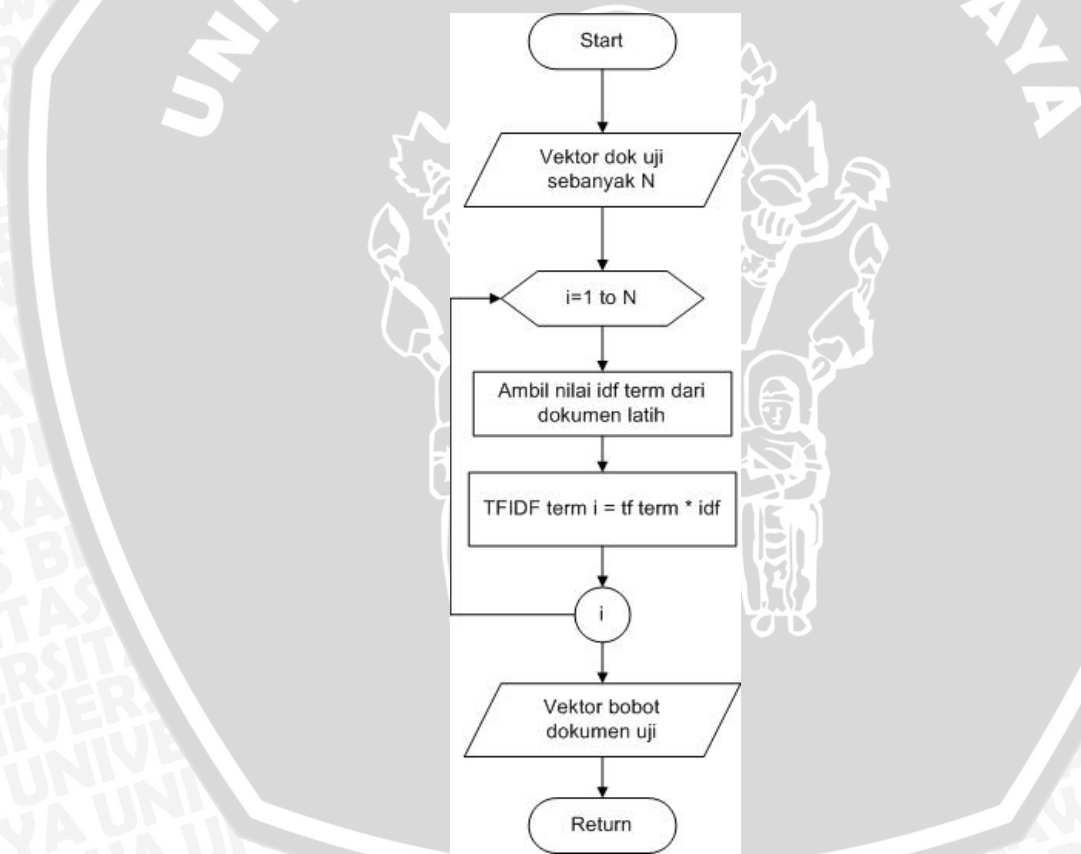 Start
Vektor dok uji
sebanyak N
i=1 to N
Ambil nilai idf term dari
dokumen latih
TFIDF term i = tf term * idf
i
Vektor bobot
dokumen uji
Return